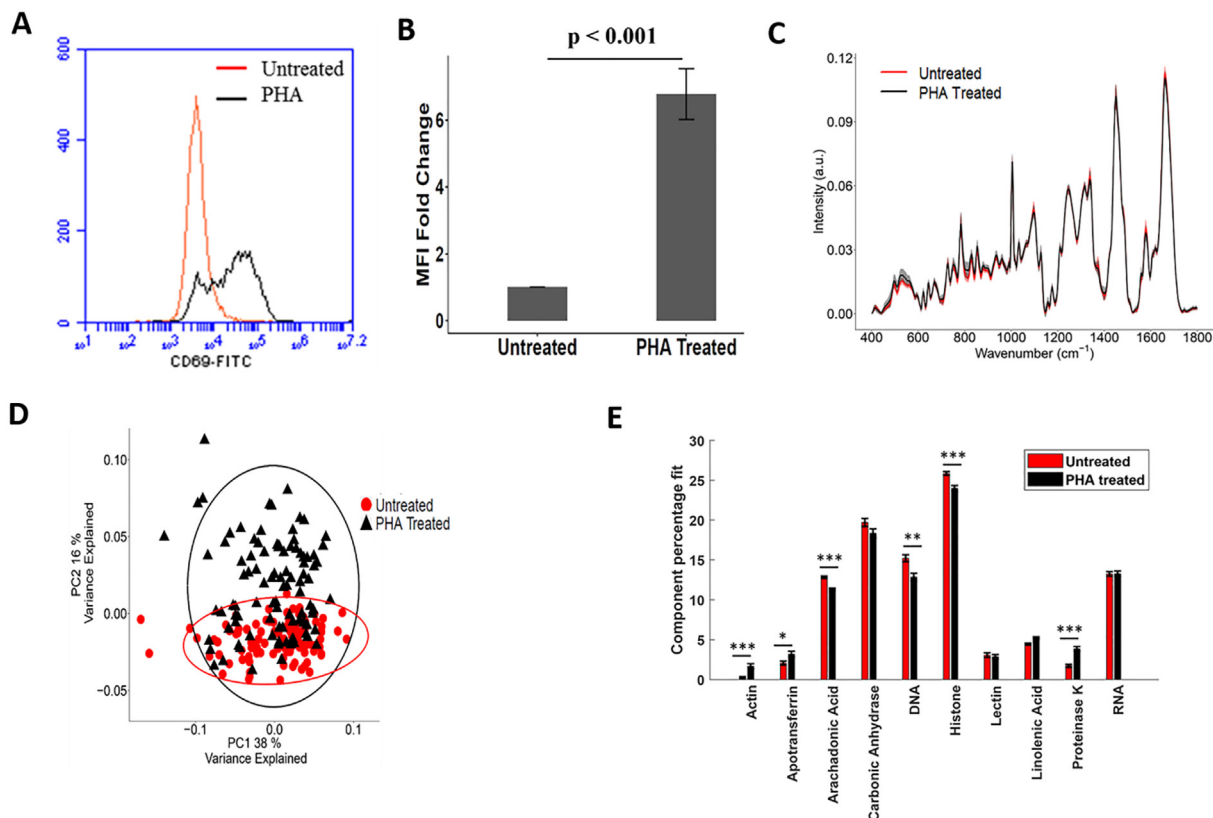 A
600
400
200
0
10^1
10^2
10^3
10^4
10^5
10^6
10^7.2
CD69-FITC
Untreated
PHA
B
p < 0.001
MFI Fold Change
6
4
2
0
Untreated
PHA Treated
C
Untreated
PHA Treated
Intensity (a.u.)
0.12
0.09
0.06
0.03
0.00
400
600
800
1000
1200
1400
1600
1800
Wavenumber (cm⁻¹)
D
PC2 16 %
Variance Explained
0.10
0.05
0.00
−0.05
−0.1
0.0
0.1
PC1 38 %
Variance Explained
Untreated
PHA Treated
E
Component percentage fit
30
25
20
15
10
5
0
Untreated
PHA treated
***
*
***
**
***
***
Actin
Apotransferrin
Arachadonic Acid
Carbonic Anhydrase
DNA
Histone
Lectin
Linolenic Acid
Proteinase K
RNA